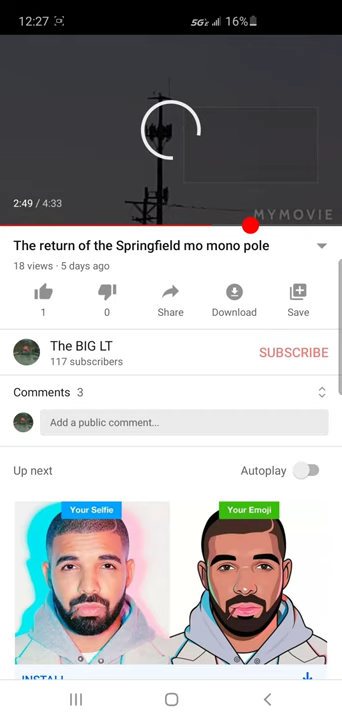 12:27
5GE 16%
2:49 / 4:33
MYMOVIE
The return of the Springfield mo mono pole
18 views · 5 days ago
1
0
Share
Download
Save
The BIG LT
117 subscribers
SUBSCRIBE
Comments 3
Add a public comment...
Up next
Autoplay
Your Selfie
Your Emoji
INSTALL